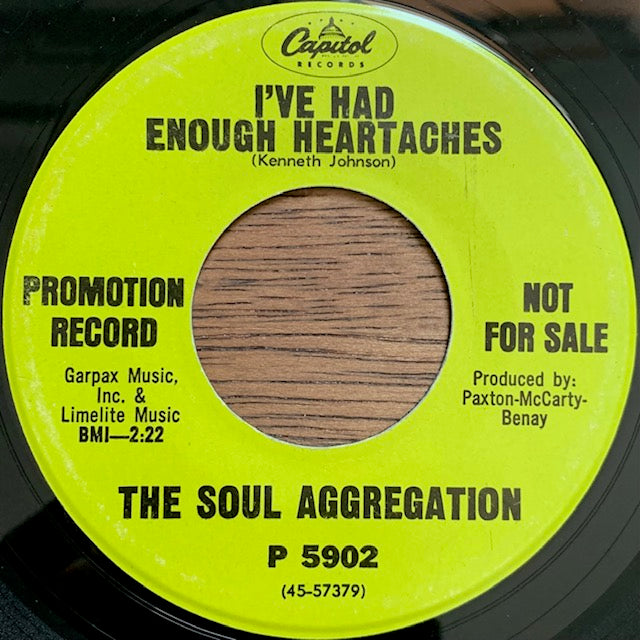 Capitol
RECORDS
I'VE HAD
ENOUGH HEARTACHES
(Kenneth Johnson)
PROMOTION
RECORD
Garpax Music,
Inc. &
Limelite Music
BMI—2:22
NOT
FOR SALE
Produced by:
Paxton-McCarty-
Benay
THE SOUL AGGREGATION
P 5902
(45-57379)